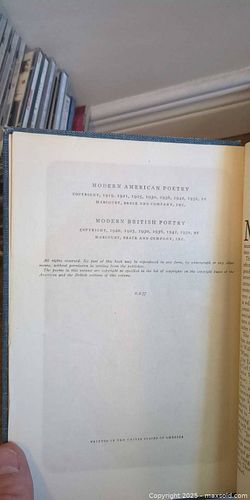 MODERN AMERICAN POETRY
COPYRIGHT, 1919, 1921, 1925, 1930, 1936, 1942, 1950, BY
HARCOURT, BRACE AND COMPANY, INC.
MODERN BRITISH POETRY
COPYRIGHT, 1920, 1925, 1930, 1936, 1942, 1950, BY
HARCOURT, BRACE AND COMPANY, INC.
All rights reserved. No part of this book may be reproduced in any form, by mimeograph or any other
means, without permission in writing from the publisher.
The poems in this volume are copyright as specified in the list of copyrights on the copyright pages of the
American and the British sections of this volume.
PRINTED IN THE UNITED STATES OF AMERICA
M
Copyright 2025 - maxsold.com